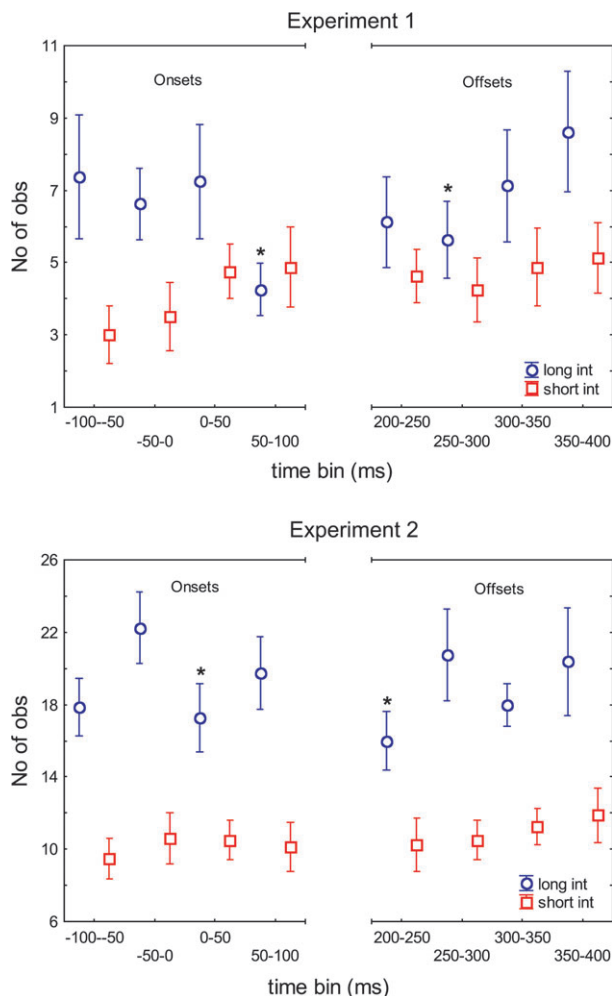 Experiment 1
11
Onsets
Offsets
9
7
*
*
5
3
long int
short int
1
No of obs
-100--50
0-50
200-250
300-350
-50-0
50-100
250-300
350-400
time bin (ms)
Experiment 2
26
Onsets
Offsets
22
*
*
18
14
10
long int
short int
6
No of obs
-100--50
0-50
200-250
300-350
-50-0
50-100
250-300
350-400
time bin (ms)